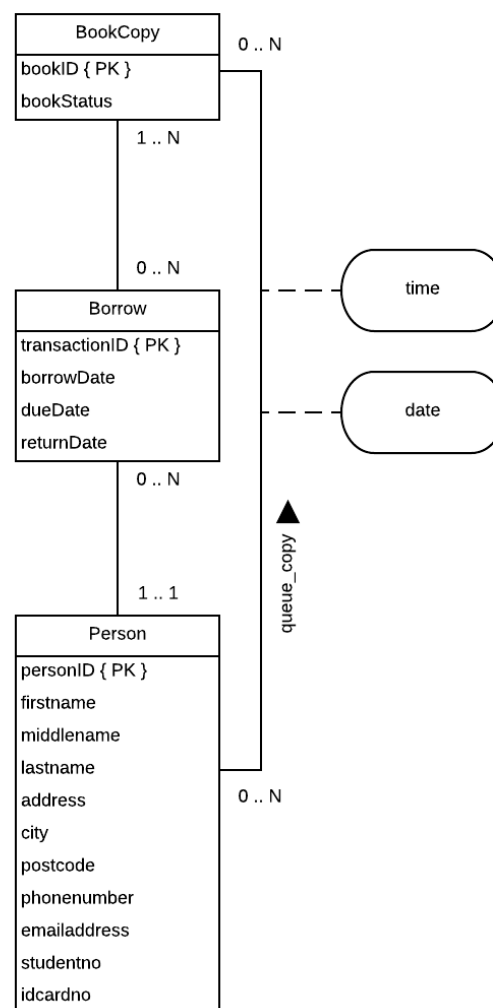 BookCopy
0 .. N
bookID { PK }
bookStatus
1 .. N
0 .. N
time
Borrow
transactionID { PK }
borrowDate
date
dueDate
returnDate
0 .. N
queue_copy
1 .. 1
Person
personID { PK }
firstname
middlename
lastname
0 .. N
address
city
postcode
phonenumber
emailaddress
studentno
idcardno